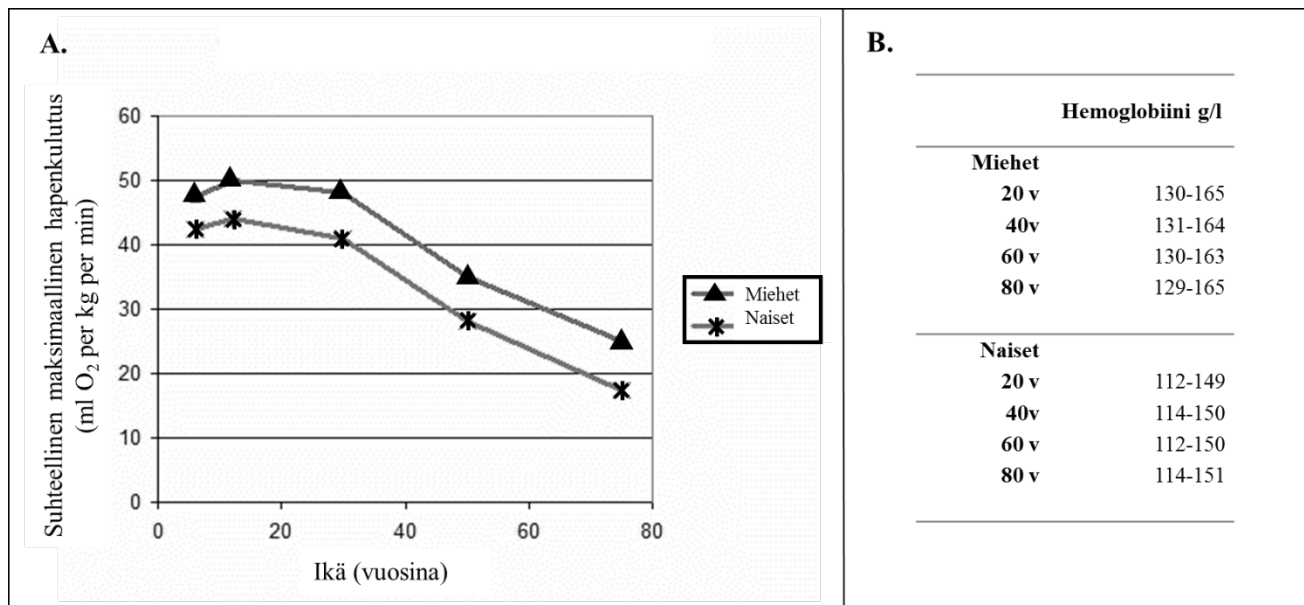 A.
Suhteellinen maksimaallinen hapenkulutus
(ml O₂ per kg per min)
60
50
40
30
20
10
0
0 20 40 60 80
Ikä (vuosina)
Miehet
Naiset
B.
Hemoglobiini g/l
Miehet
20 v 130-165
40v 131-164
60 v 130-163
80 v 129-165
Naiset
20 v 112-149
40v 114-150
60 v 112-150
80 v 114-151